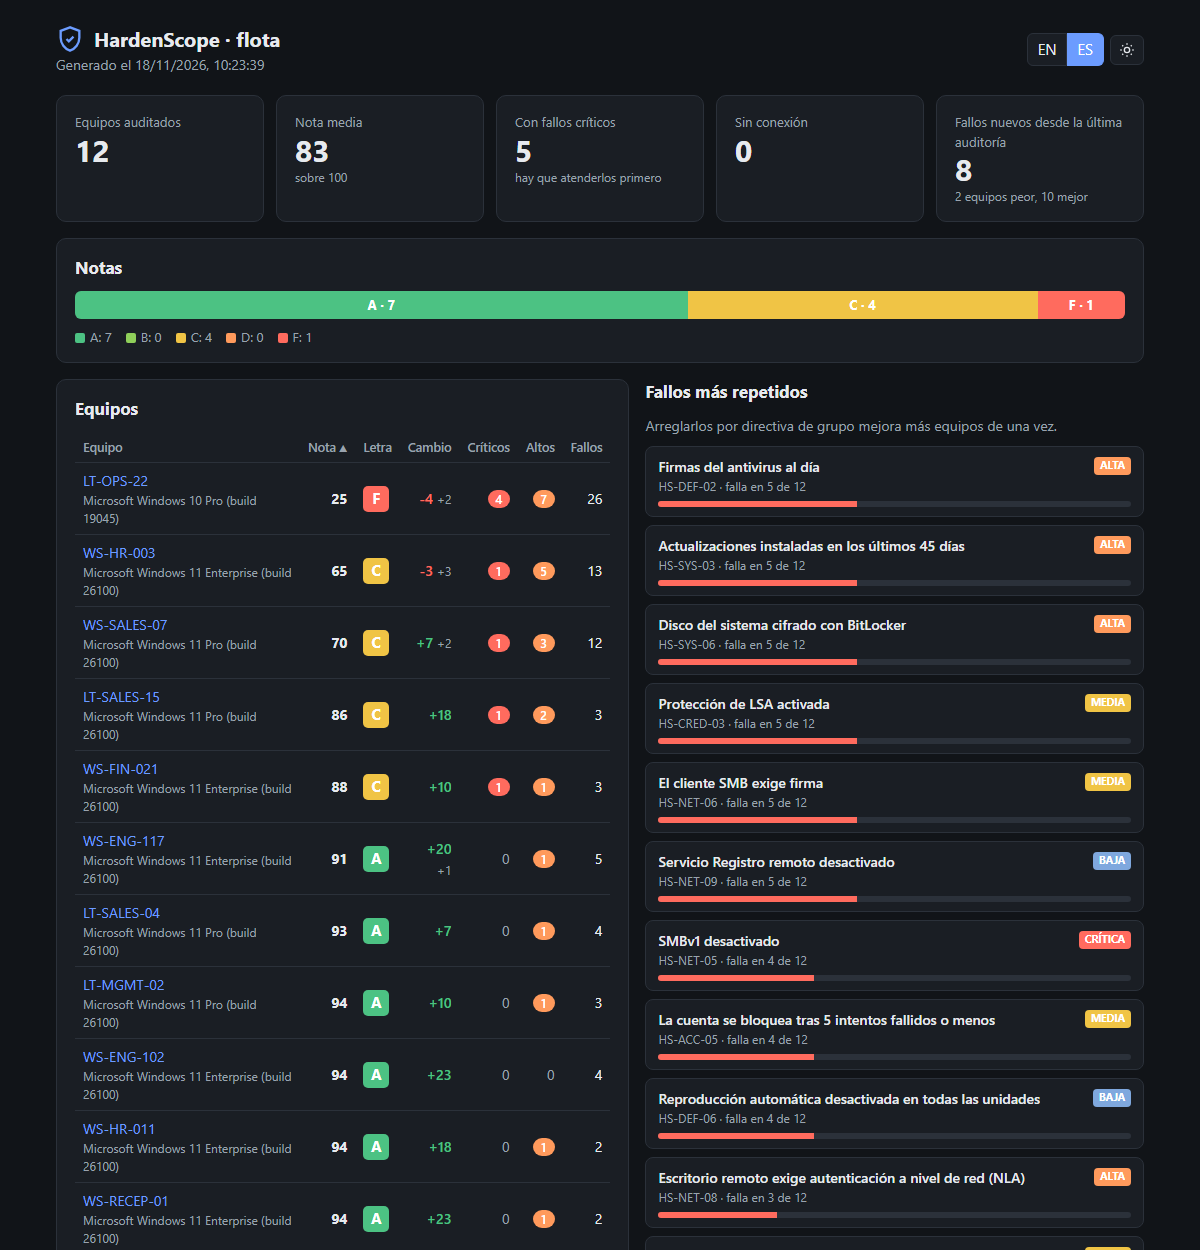 HardenScope · flota
Generado el 18/11/2026, 10:23:39
EN ES
Equipos auditados
12
Nota media
83
sobre 100
Con fallos críticos
5
hay que atenderlos primero
Sin conexión
0
Fallos nuevos desde la última
auditoría
8
2 equipos peor, 10 mejor
Notas
A · 7 C · 4 F · 1
A: 7 B: 0 C: 4 D: 0 F: 1
Equipos
Equipo Nota ▲ Letra Cambio Críticos Altos Fallos
LT-OPS-22
Microsoft Windows 10 Pro (build
19045)
25 F -4 +2 4 7 26
WS-HR-003
Microsoft Windows 11 Enterprise (build
26100)
65 C -3 +3 1 5 13
WS-SALES-07
Microsoft Windows 11 Pro (build
26100)
70 C +7 +2 1 3 12
LT-SALES-15
Microsoft Windows 11 Pro (build
26100)
86 C +18 1 2 3
WS-FIN-021
Microsoft Windows 11 Enterprise (build
26100)
88 C +10 1 1 3
WS-ENG-117
Microsoft Windows 11 Enterprise (build
26100)
91 A +20 +1 0 1 5
LT-SALES-04
Microsoft Windows 11 Pro (build
26100)
93 A +7 0 1 4
LT-MGMT-02
Microsoft Windows 11 Pro (build
26100)
94 A +10 0 1 3
WS-ENG-102
Microsoft Windows 11 Enterprise (build
26100)
94 A +23 0 0 4
WS-HR-011
Microsoft Windows 11 Enterprise (build
26100)
94 A +18 0 1 2
WS-RECEP-01
Microsoft Windows 11 Enterprise (build
26100)
94 A +23 0 1 2
Fallos más repetidos
Arreglarlos por directiva de grupo mejora más equipos de una vez.
Firmas del antivirus al día ALTA
HS-DEF-02 · falla en 5 de 12
Actualizaciones instaladas en los últimos 45 días ALTA
HS-SYS-03 · falla en 5 de 12
Disco del sistema cifrado con BitLocker ALTA
HS-SYS-06 · falla en 5 de 12
Protección de LSA activada MEDIA
HS-CRED-03 · falla en 5 de 12
El cliente SMB exige firma MEDIA
HS-NET-06 · falla en 5 de 12
Servicio Registro remoto desactivado BAJA
HS-NET-09 · falla en 5 de 12
SMBv1 desactivado CRÍTICA
HS-NET-05 · falla en 4 de 12
La cuenta se bloquea tras 5 intentos fallidos o menos MEDIA
HS-ACC-05 · falla en 4 de 12
Reproducción automática desactivada en todas las unidades BAJA
HS-DEF-06 · falla en 4 de 12
Escritorio remoto exige autenticación a nivel de red (NLA) ALTA
HS-NET-08 · falla en 3 de 12